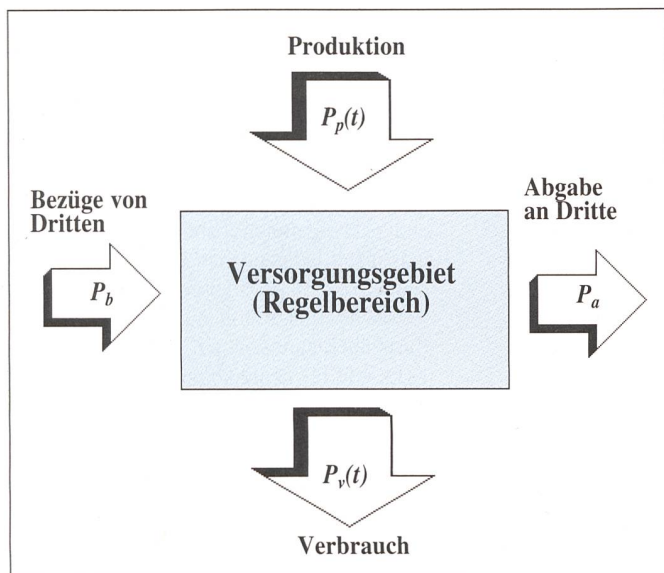 Produktion
P_p(t)
Bezüge von
Dritten
P_b
Versorgungsgebiet
(Regelbereich)
Abgabe
an Dritte
P_a
P_v(t)
Verbrauch